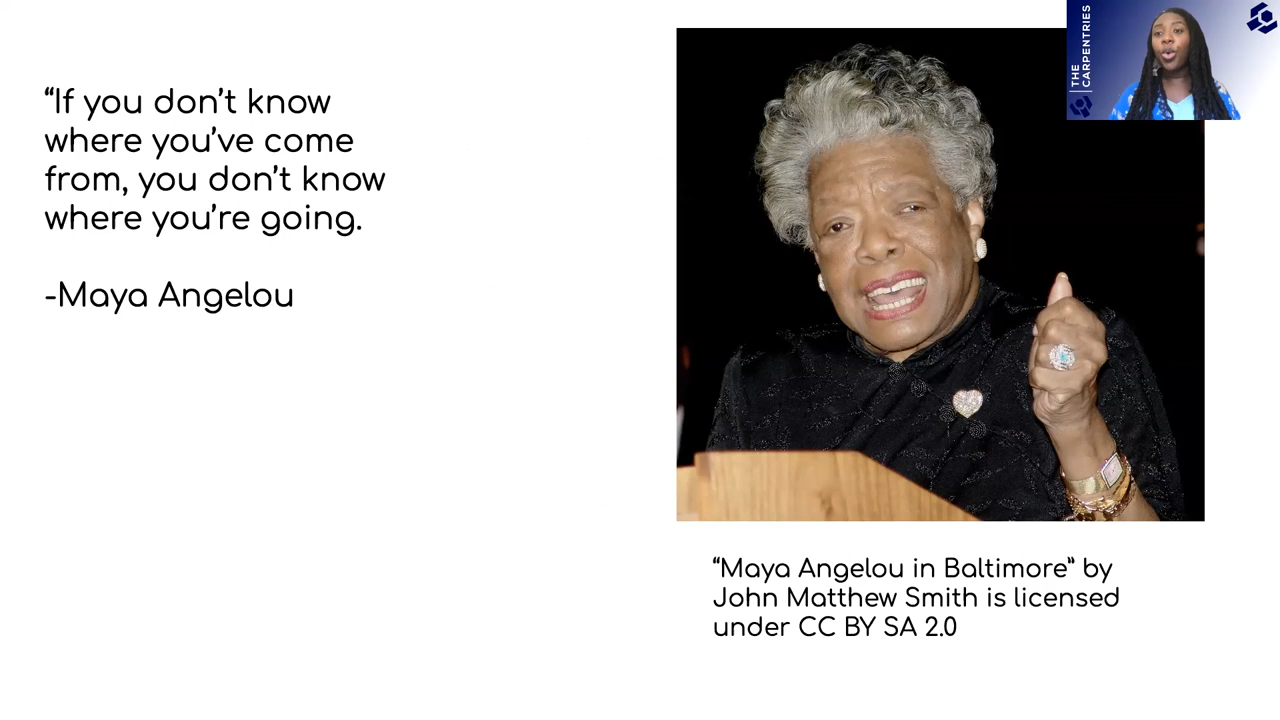 “If you don’t know
where you’ve come
from, you don’t know
where you’re going.
-Maya Angelou
THE
CARPENTRIES
“Maya Angelou in Baltimore” by
John Matthew Smith is licensed
under CC BY SA 2.0